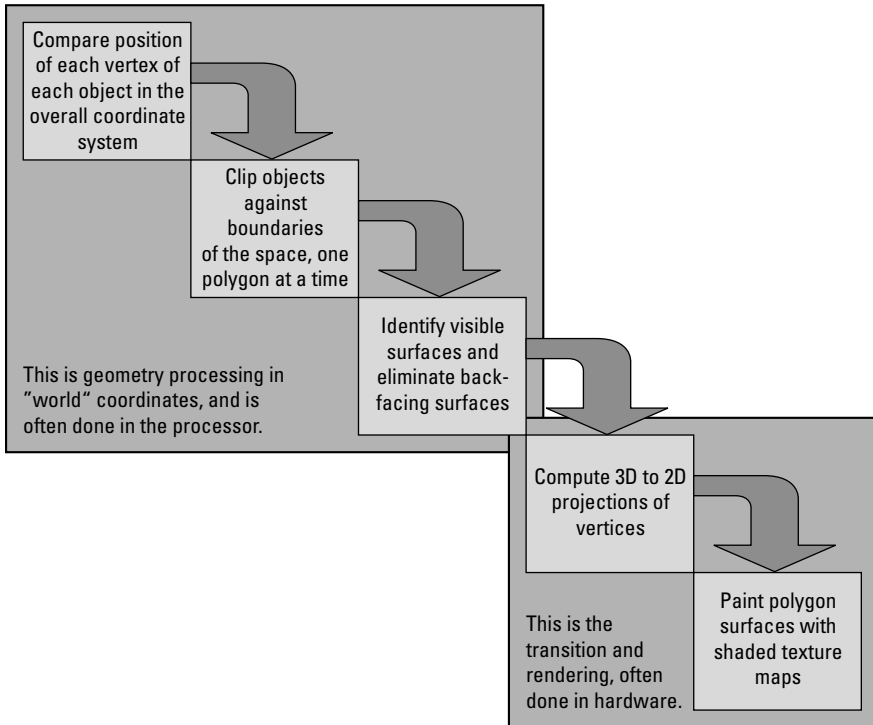 Compare position
of each vertex of
each object in the
overall coordinate
system
Clip objects
against
boundaries
of the space, one
polygon at a time
Identify visible
surfaces and
eliminate back-
facing surfaces
This is geometry processing in
”world“ coordinates, and is
often done in the processor.
Compute 3D to 2D
projections of
vertices
Paint polygon
surfaces with
shaded texture
maps
This is the
transition and
rendering, often
done in hardware.